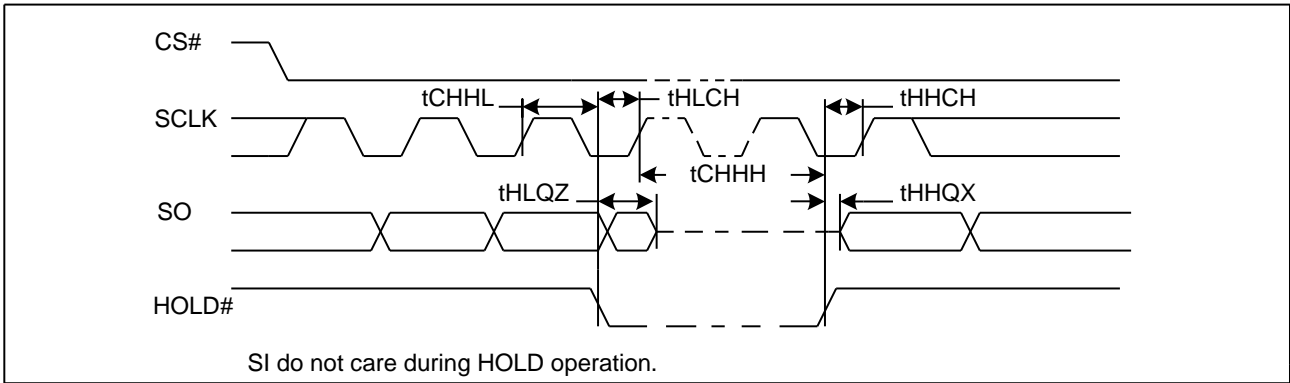 CS#
tCHHL
tHLCH
tHHCH
SCLK
tCHHH
tHLQZ
tHHQX
SO
HOLD#
SI do not care during HOLD operation.